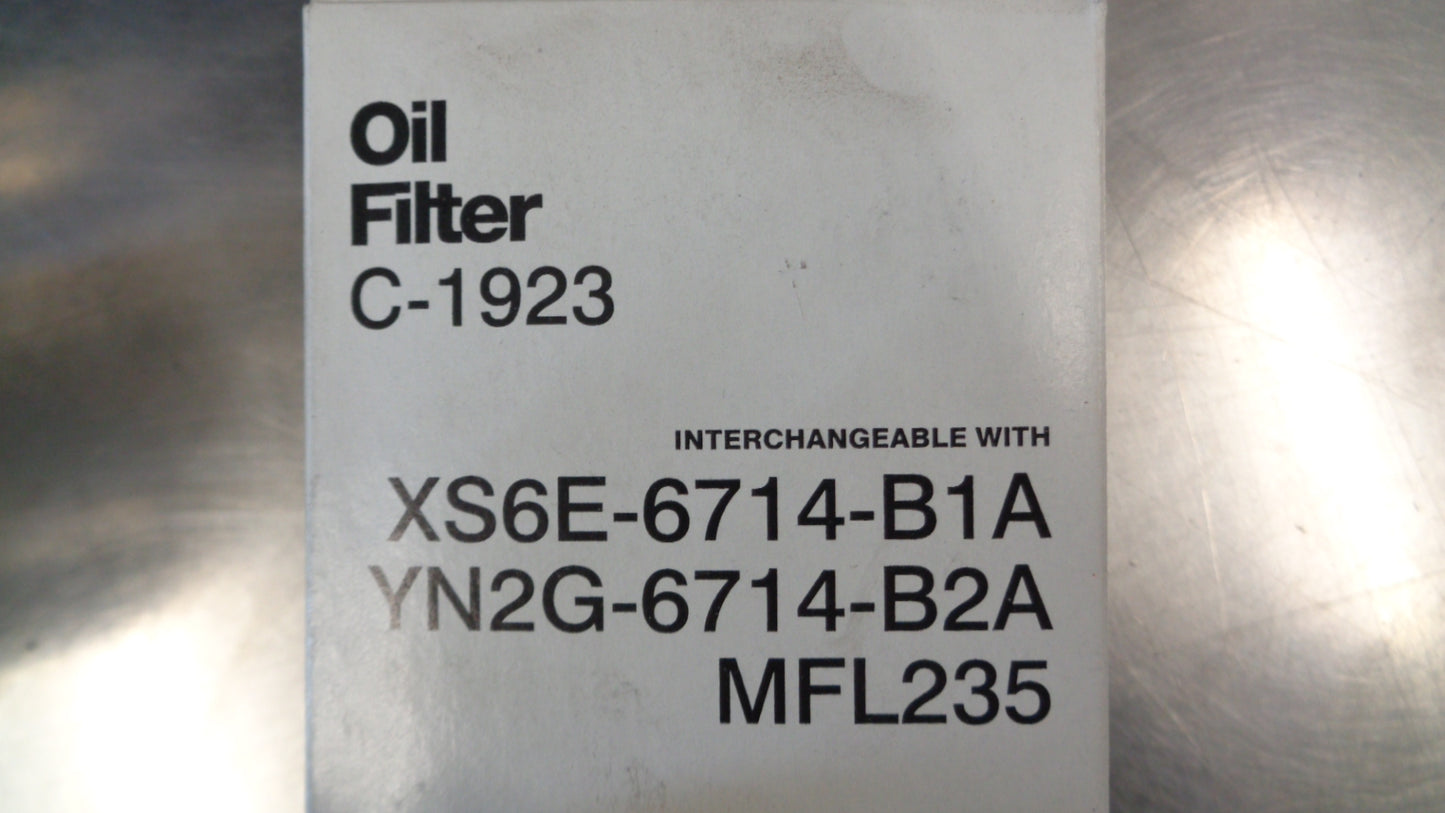 Oil
Filter
C-1923
INTERCHANGEABLE WITH
XS6E-6714-B1A
YN2G-6714-B2A
MFL235